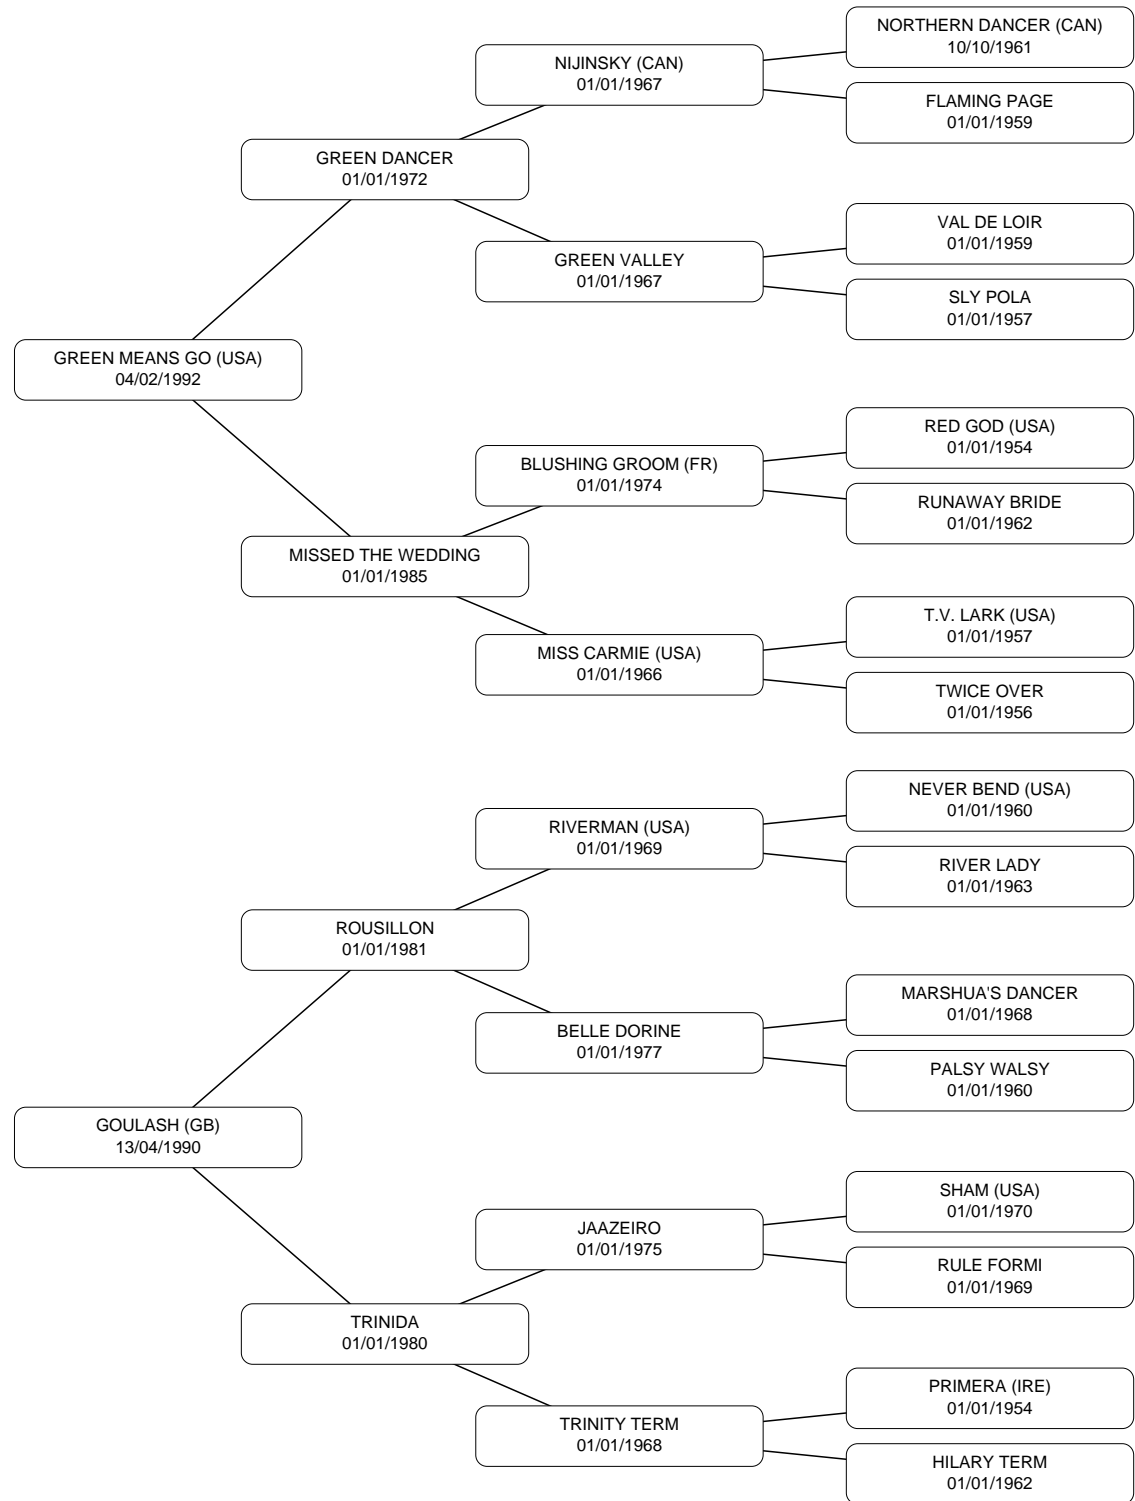 NORTHERN DANCER (CAN)
10/10/1961
NIJINSKY (CAN)
01/01/1967
FLAMING PAGE
01/01/1959
GREEN DANCER
01/01/1972
VAL DE LOIR
01/01/1959
GREEN VALLEY
01/01/1967
SLY POLA
01/01/1957
GREEN MEANS GO (USA)
04/02/1992
RED GOD (USA)
01/01/1954
BLUSHING GROOM (FR)
01/01/1974
RUNAWAY BRIDE
01/01/1962
MISSED THE WEDDING
01/01/1985
T.V. LARK (USA)
01/01/1957
MISS CARMIE (USA)
01/01/1966
TWICE OVER
01/01/1956
NEVER BEND (USA)
01/01/1960
RIVERMAN (USA)
01/01/1969
RIVER LADY
01/01/1963
ROUSILLON
01/01/1981
MARSHUA'S DANCER
01/01/1968
BELLE DORINE
01/01/1977
PALSY WALSY
01/01/1960
GOULASH (GB)
13/04/1990
SHAM (USA)
01/01/1970
JAAZEIRO
01/01/1975
RULE FORMI
01/01/1969
TRINIDA
01/01/1980
PRIMERA (IRE)
01/01/1954
TRINITY TERM
01/01/1968
HILARY TERM
01/01/1962